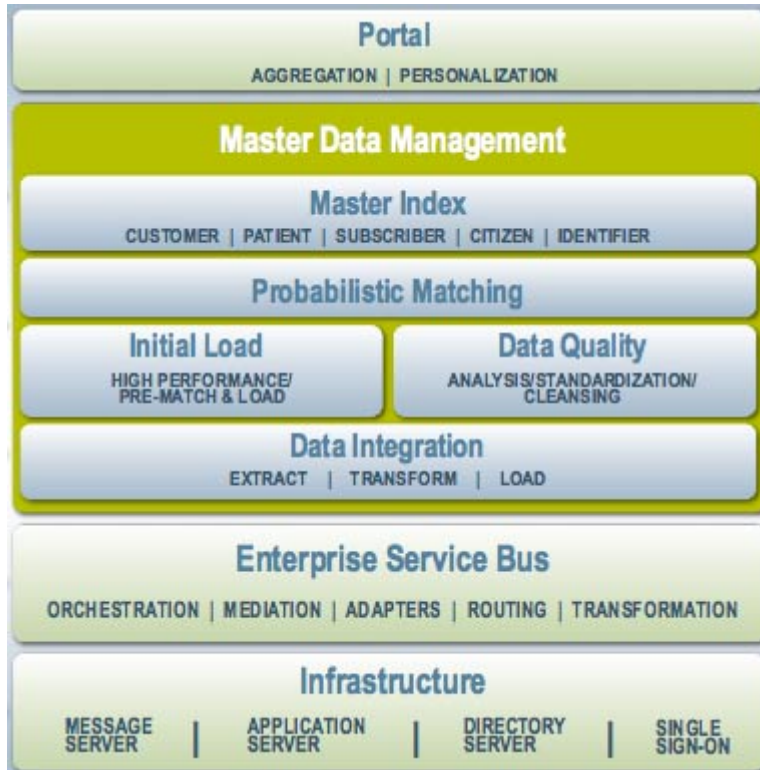 Portal
AGGREGATION | PERSONALIZATION
Master Data Management
Master Index
CUSTOMER | PATIENT | SUBSCRIBER | CITIZEN | IDENTIFIER
Probabilistic Matching
Initial Load
HIGH PERFORMANCE/
PRE-MATCH & LOAD
Data Quality
ANALYSIS/STANDARDIZATION/
CLEANSING
Data Integration
EXTRACT | TRANSFORM | LOAD
Enterprise Service Bus
ORCHESTRATION | MEDIATION | ADAPTERS | ROUTING | TRANSFORMATION
Infrastructure
MESSAGE SERVER | APPLICATION SERVER | DIRECTORY SERVER | SINGLE SIGN-ON